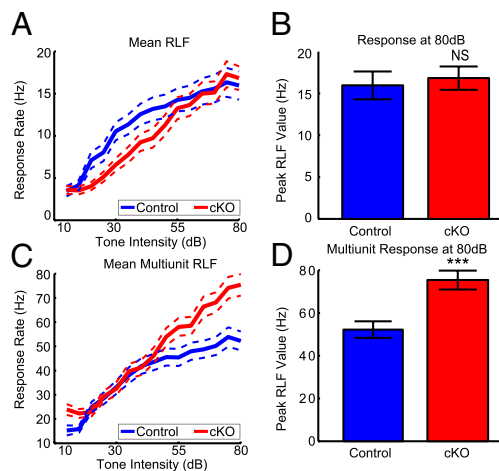 A
Mean RLF
Response Rate (Hz)
20
15
10
5
0
10 30 55 80
Tone Intensity (dB)
Control cKO
B
Response at 80dB
NS
Peak RLF Value (Hz)
20
15
10
5
0
Control cKO
C
Mean Multiunit RLF
Response Rate (Hz)
80
70
60
50
40
30
20
10
10 30 55 80
Tone Intensity (dB)
Control cKO
D
Multiunit Response at 80dB
***
Peak RLF Value (Hz)
80
60
40
20
0
Control cKO